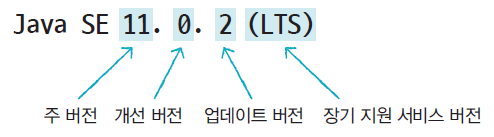 Java SE 11. 0. 2 (LTS)
주 버전 개선 버전 업데이트 버전 장기 지원 서비스 버전